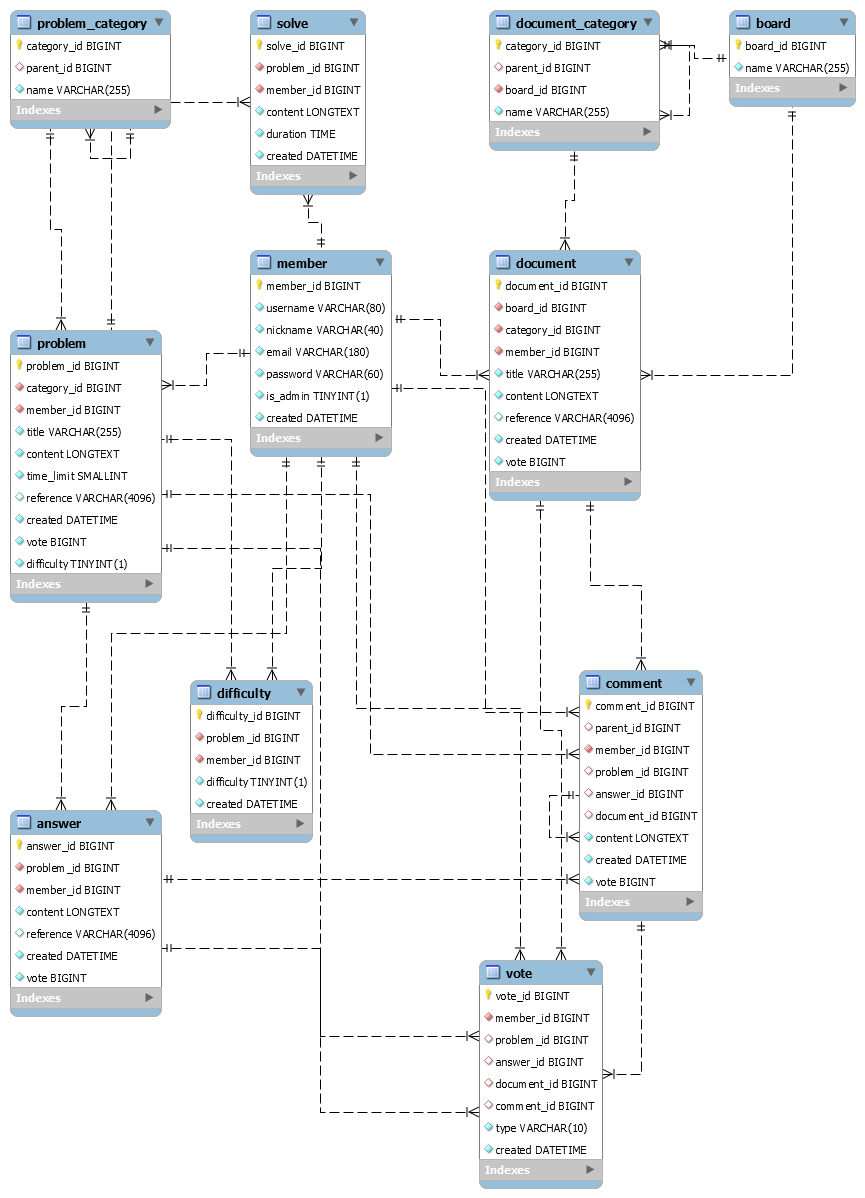 problem_category
category_id BIGINT
parent_id BIGINT
name VARCHAR(255)
Indexes
solve
solve_id BIGINT
problem_id BIGINT
member_id BIGINT
content LONGTEXT
duration TIME
created DATETIME
Indexes
document_category
category_id BIGINT
parent_id BIGINT
board_id BIGINT
name VARCHAR(255)
Indexes
board
board_id BIGINT
name VARCHAR(255)
Indexes
member
member_id BIGINT
username VARCHAR(80)
nickname VARCHAR(40)
email VARCHAR(180)
password VARCHAR(60)
is_admin TINYINT(1)
created DATETIME
Indexes
document
document_id BIGINT
board_id BIGINT
category_id BIGINT
member_id BIGINT
title VARCHAR(255)
content LONGTEXT
reference VARCHAR(4096)
created DATETIME
vote BIGINT
Indexes
problem
problem_id BIGINT
category_id BIGINT
member_id BIGINT
title VARCHAR(255)
content LONGTEXT
time_limit SMALLINT
reference VARCHAR(4096)
created DATETIME
vote BIGINT
difficulty TINYINT(1)
Indexes
difficulty
difficulty_id BIGINT
problem_id BIGINT
member_id BIGINT
difficulty TINYINT(1)
created DATETIME
Indexes
comment
comment_id BIGINT
parent_id BIGINT
member_id BIGINT
problem_id BIGINT
answer_id BIGINT
document_id BIGINT
content LONGTEXT
created DATETIME
vote BIGINT
Indexes
answer
answer_id BIGINT
problem_id BIGINT
member_id BIGINT
content LONGTEXT
reference VARCHAR(4096)
created DATETIME
vote BIGINT
Indexes
vote
vote_id BIGINT
member_id BIGINT
problem_id BIGINT
answer_id BIGINT
document_id BIGINT
comment_id BIGINT
type VARCHAR(10)
created DATETIME
Indexes